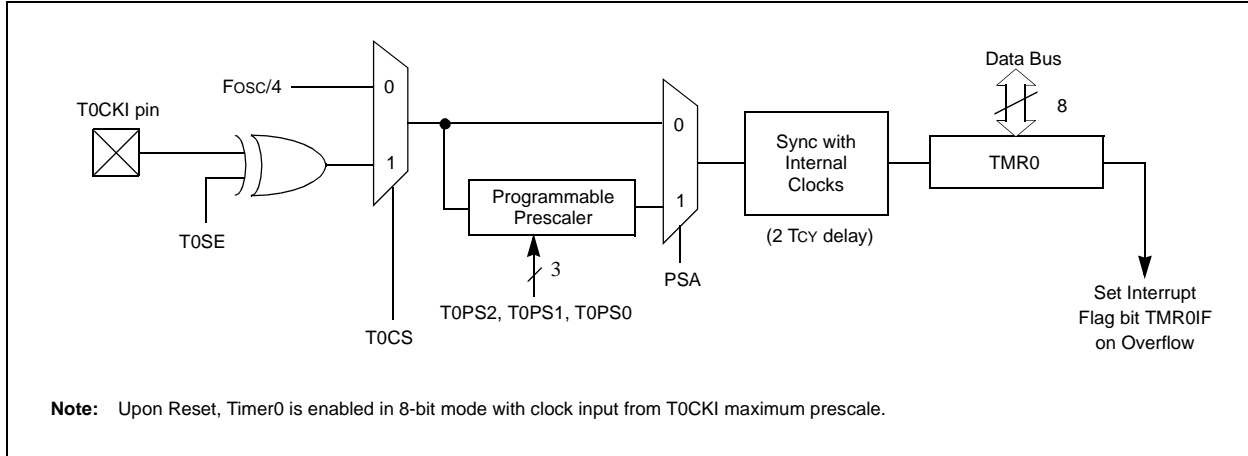 Data Bus
8
FOSC/4
0
T0CKI pin
1
T0SE
T0CS
0
Programmable
Prescaler
1
3
T0PS2, T0PS1, T0PS0
PSA
Sync with
Internal
Clocks
(2 TCY delay)
TMR0
Set Interrupt
Flag bit TMR0IF
on Overflow
Note: Upon Reset, Timer0 is enabled in 8-bit mode with clock input from T0CKI maximum prescale.